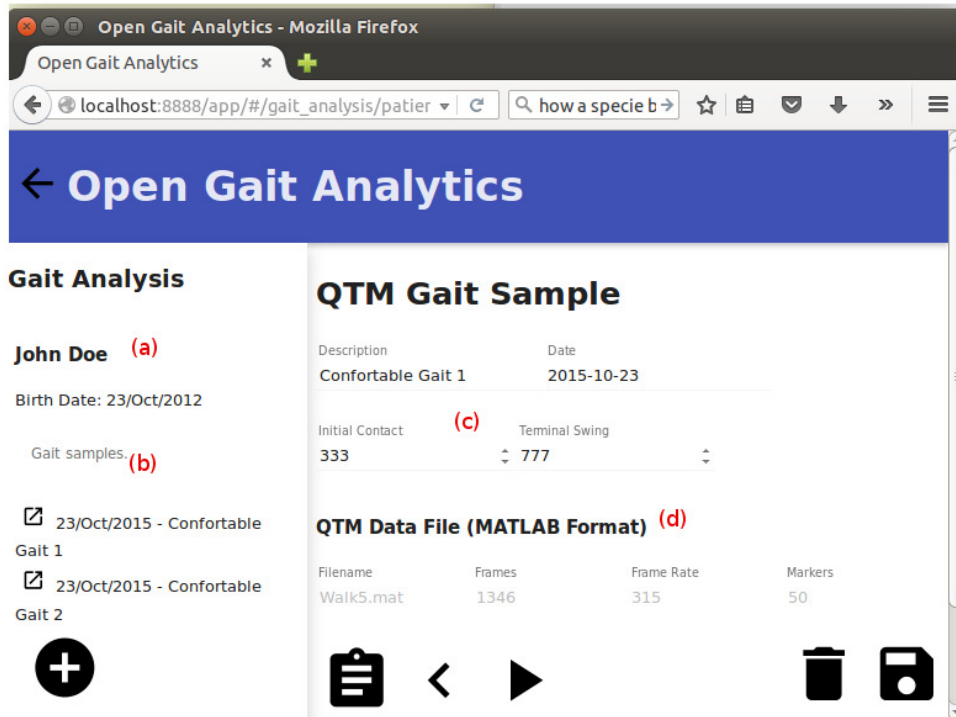 Open Gait Analytics - Mozilla Firefox
Open Gait Analytics
localhost:8888/app/#/gait_analysis/patier
how a specie b
Open Gait Analytics
Gait Analysis
John Doe (a)
Birth Date: 23/Oct/2012
Gait samples. (b)
23/Oct/2015 - Confortable
Gait 1
23/Oct/2015 - Confortable
Gait 2
QTM Gait Sample
Description Date
Confortable Gait 1 2015-10-23
Initial Contact (c) Terminal Swing
333 777
QTM Data File (MATLAB Format) (d)
Filename Frames Frame Rate Markers
Walk5.mat 1346 315 50